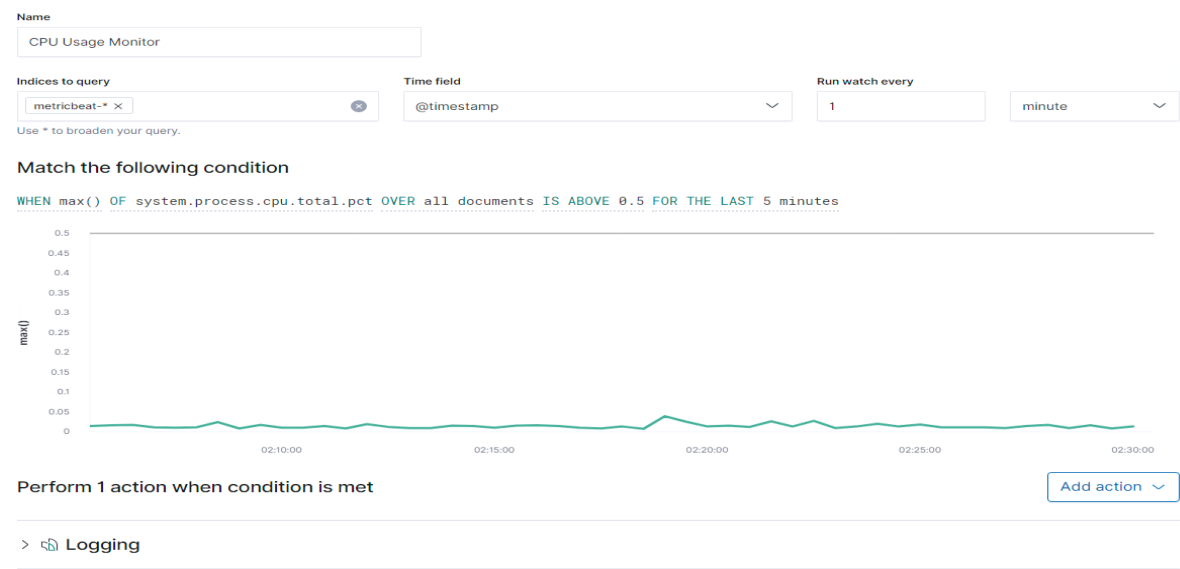 Name
CPU Usage Monitor
Indices to query Time field Run watch every
metricbeat-* × @timestamp 1 minute
Use * to broaden your query.
Match the following condition
WHEN max() OF system.process.cpu.total.pct OVER all documents IS ABOVE 0.5 FOR THE LAST 5 minutes
0.5
0.45
0.4
0.35
0.3
0.25
0.2
0.15
0.1
0.05
0
max()
02:10:00 02:15:00 02:20:00 02:25:00 02:30:00
Perform 1 action when condition is met Add action
Logging